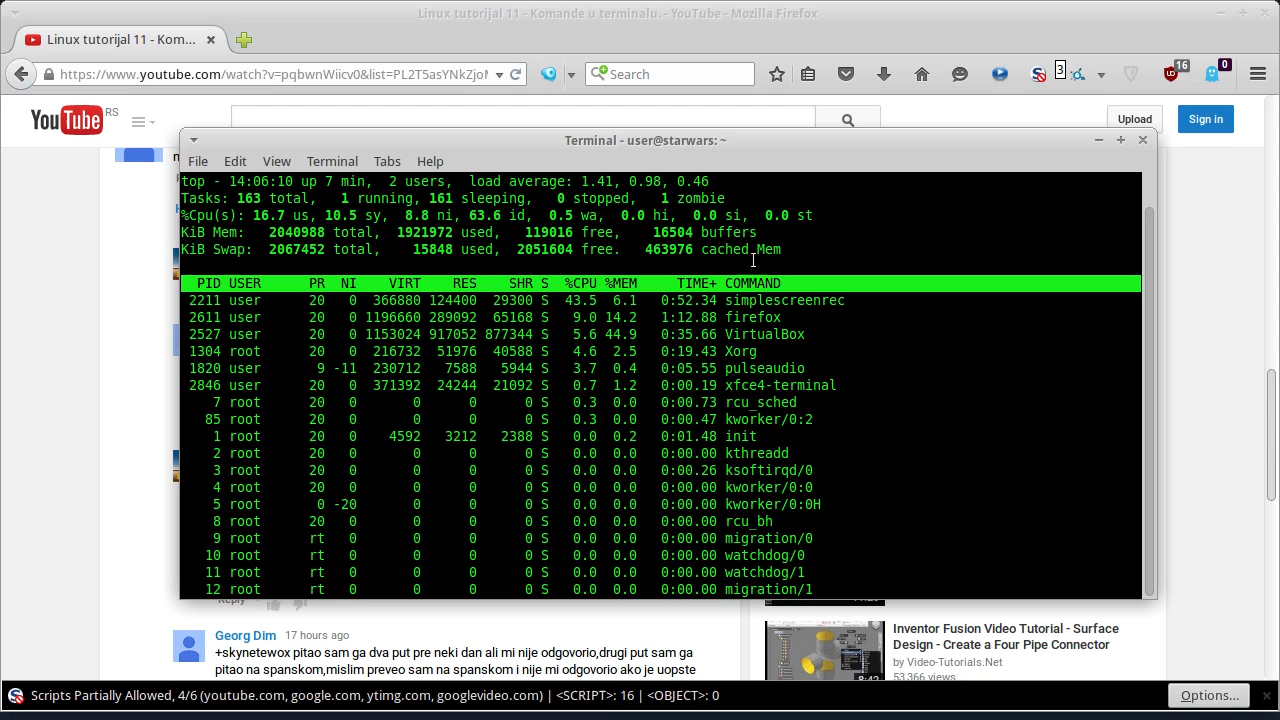 Linux tutorijal 11 - Komande u terminalu. - YouTube - Mozilla Firefox
Linux tutorijal 11 - Kom...
https://www.youtube.com/watch?v=pqbwnWiicv0&list=PL2T5asYNkZjoI
Search
3
16
0
YouTube RS
Upload
Sign in
Terminal - user@starwars: ~
File Edit View Terminal Tabs Help
top - 14:06:10 up 7 min, 2 users, load average: 1.41, 0.98, 0.46
Tasks: 163 total, 1 running, 161 sleeping, 0 stopped, 1 zombie
%Cpu(s): 16.7 us, 10.5 sy, 8.8 ni, 63.6 id, 0.5 wa, 0.0 hi, 0.0 si, 0.0 st
KiB Mem: 2040988 total, 1921972 used, 119016 free, 16504 buffers
KiB Swap: 2067452 total, 15848 used, 2051604 free. 463976 cached Mem
PID USER PR NI VIRT RES SHR S %CPU %MEM TIME+ COMMAND
2211 user 20 0 366880 124400 29300 S 43.5 6.1 0:52.34 simplescreenrec
2611 user 20 0 1196660 289092 65168 S 9.0 14.2 1:12.88 firefox
2527 user 20 0 1153024 917052 877344 S 5.6 44.9 0:35.66 VirtualBox
1304 root 20 0 216732 51976 40588 S 4.6 2.5 0:19.43 Xorg
1820 user 9 -11 230712 7588 5944 S 3.7 0.4 0:05.55 pulseaudio
2846 user 20 0 371392 24244 21092 S 0.7 1.2 0:00.19 xfce4-terminal
7 root 20 0 0 0 0 S 0.3 0.0 0:00.73 rcu_sched
85 root 20 0 0 0 0 S 0.3 0.0 0:00.47 kworker/0:2
1 root 20 0 4592 3212 2388 S 0.0 0.2 0:01.48 init
2 root 20 0 0 0 0 S 0.0 0.0 0:00.00 kthreadd
3 root 20 0 0 0 0 S 0.0 0.0 0:00.26 ksoftirqd/0
4 root 20 0 0 0 0 S 0.0 0.0 0:00.00 kworker/0:0
5 root 0 -20 0 0 0 S 0.0 0.0 0:00.00 kworker/0:0H
8 root 20 0 0 0 0 S 0.0 0.0 0:00.00 rcu_bh
9 root rt 0 0 0 0 S 0.0 0.0 0:00.00 migration/0
10 root rt 0 0 0 0 S 0.0 0.0 0:00.00 watchdog/0
11 root rt 0 0 0 0 S 0.0 0.0 0:00.00 watchdog/1
12 root rt 0 0 0 0 S 0.0 0.0 0:00.00 migration/1
Reply
Georg Dim 17 hours ago
+skynetewox pitao sam ga dva put pre neki dan ali mi nije odgovorio,drugi put sam ga
pitao na spanskom,mislim preveo sam na spanskom i nije mi odgovorio ako je uopste
Inventor Fusion Video Tutorial - Surface
Design - Create a Four Pipe Connector
by Video-Tutorials.Net
53,366 views
8:42
Scripts Partially Allowed, 4/6 (youtube.com, google.com, ytimg.com, googlevideo.com) | <SCRIPT>: 16 | <OBJECT>: 0
Options...